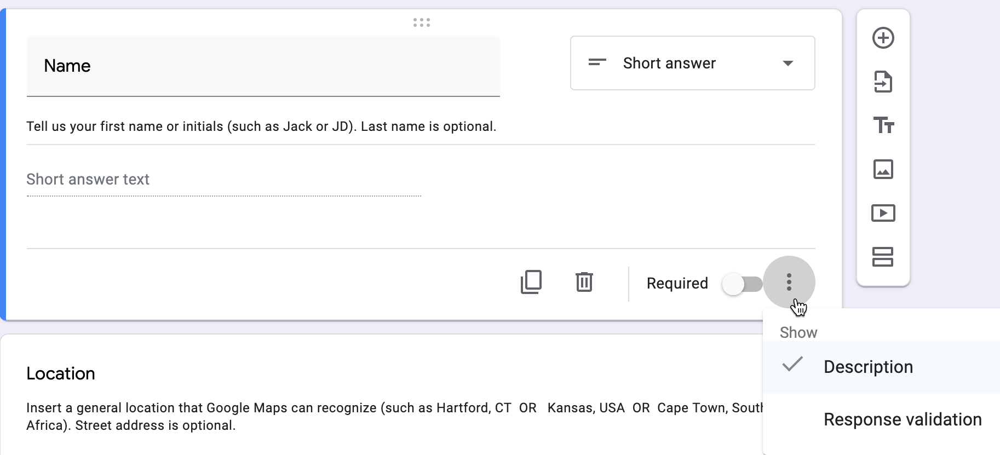 Name
Short answer
Tell us your first name or initials (such as Jack or JD). Last name is optional.
Short answer text
Required
Show
Description
Response validation
Location
Insert a general location that Google Maps can recognize (such as Hartford, CT  OR   Kansas, USA  OR  Cape Town, South
Africa). Street address is optional.